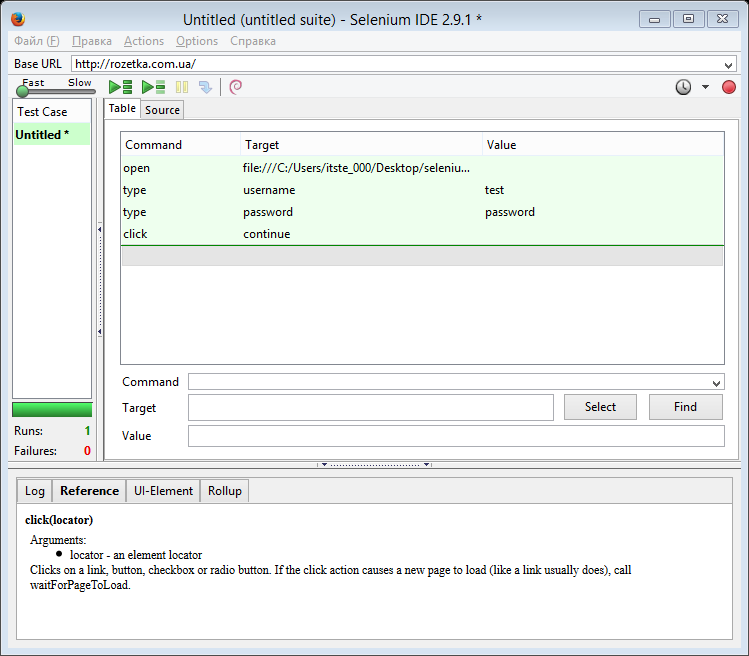 Untitled (untitled suite) - Selenium IDE 2.9.1 *
Файл (F) Правка Actions Options Справка
Base URL http://rozetka.com.ua/
Fast Slow
Test Case
Untitled *
Table Source
Command Target Value
open file:///C:/Users/itste_000/Desktop/seleniu...
type username test
type password password
click continue
Command
Target Select Find
Value
Runs: 1
Failures: 0
Log Reference UI-Element Rollup
click(locator)
Arguments:
locator - an element locator
Clicks on a link, button, checkbox or radio button. If the click action causes a new page to load (like a link usually does), call
waitForPageToLoad.